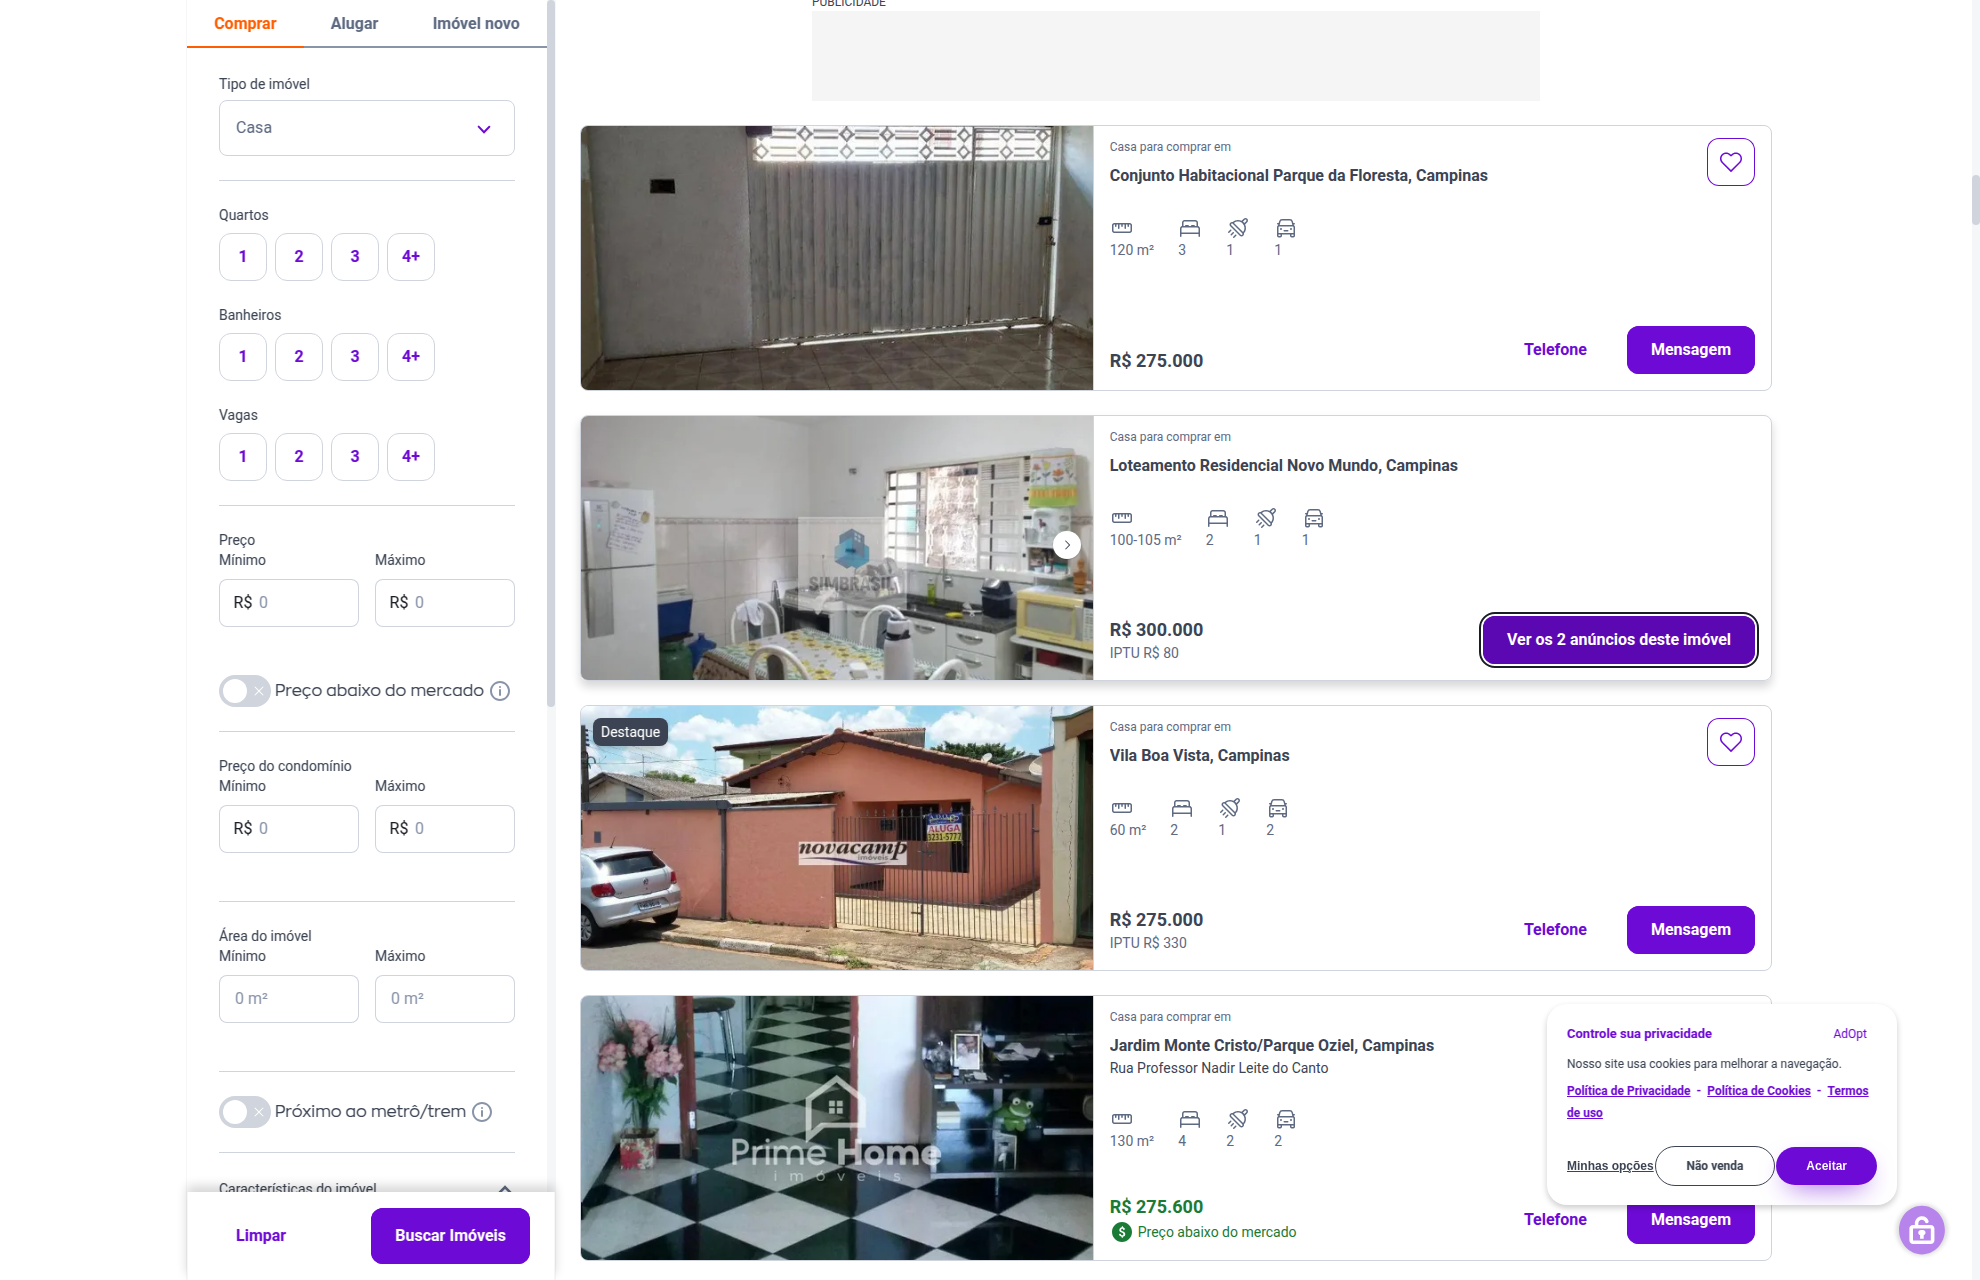 Comprar
Alugar
Imóvel novo
Tipo de imóvel
Casa
Quartos
1
2
3
4+
Banheiros
1
2
3
4+
Vagas
1
2
3
4+
Preço
Mínimo
Máximo
R$ 0
R$ 0
Preço abaixo do mercado
Preço do condomínio
Mínimo
Máximo
R$ 0
R$ 0
Área do imóvel
Mínimo
Máximo
0 m²
0 m²
Próximo ao metrô/trem
Características do imóvel
Limpar
Buscar Imóveis
PUBLICIDADE
Casa para comprar em
Conjunto Habitacional Parque da Floresta, Campinas
120 m²
3
1
1
R$ 275.000
Telefone
Mensagem
SIMBRASIL
Casa para comprar em
Loteamento Residencial Novo Mundo, Campinas
100-105 m²
2
1
1
R$ 300.000
IPTU R$ 80
Ver os 2 anúncios deste imóvel
Destaque
ALUGA
3231-5777
novacamp
imóveis
Casa para comprar em
Vila Boa Vista, Campinas
60 m²
2
1
2
R$ 275.000
IPTU R$ 330
Telefone
Mensagem
Prime Home
imóveis
Casa para comprar em
Jardim Monte Cristo/Parque Oziel, Campinas
Rua Professor Nadir Leite do Canto
130 m²
4
2
2
R$ 275.600
$ Preço abaixo do mercado
Telefone
Mensagem
Controle sua privacidade
AdOpt
Nosso site usa cookies para melhorar a navegação.
Política de Privacidade - Política de Cookies - Termos
de uso
Minhas opções
Não venda
Aceitar